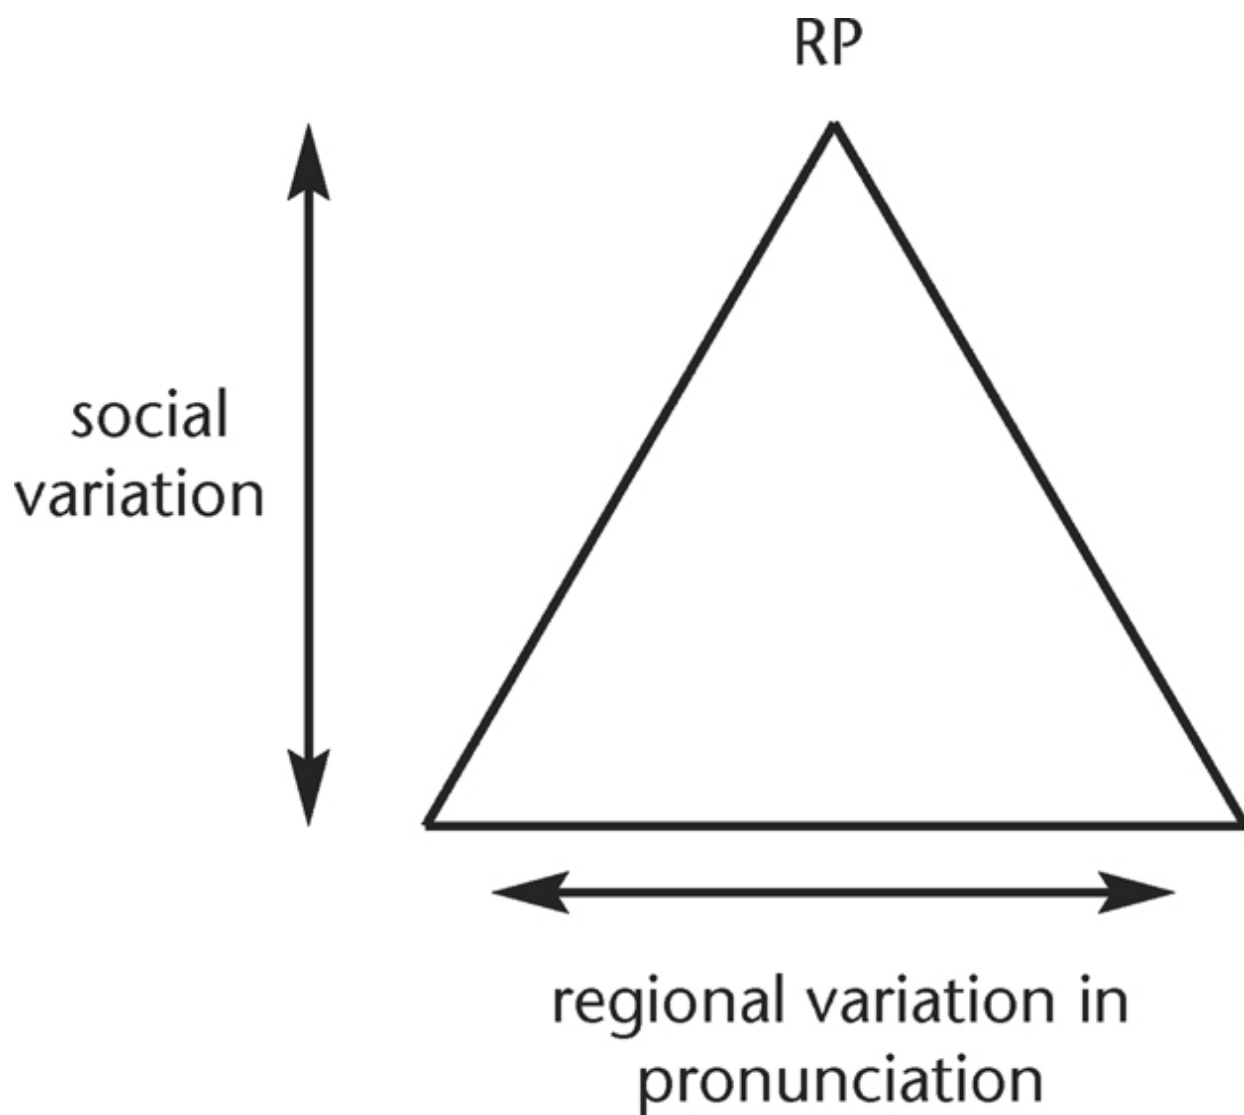 RP
social
variation
regional variation in
pronunciation